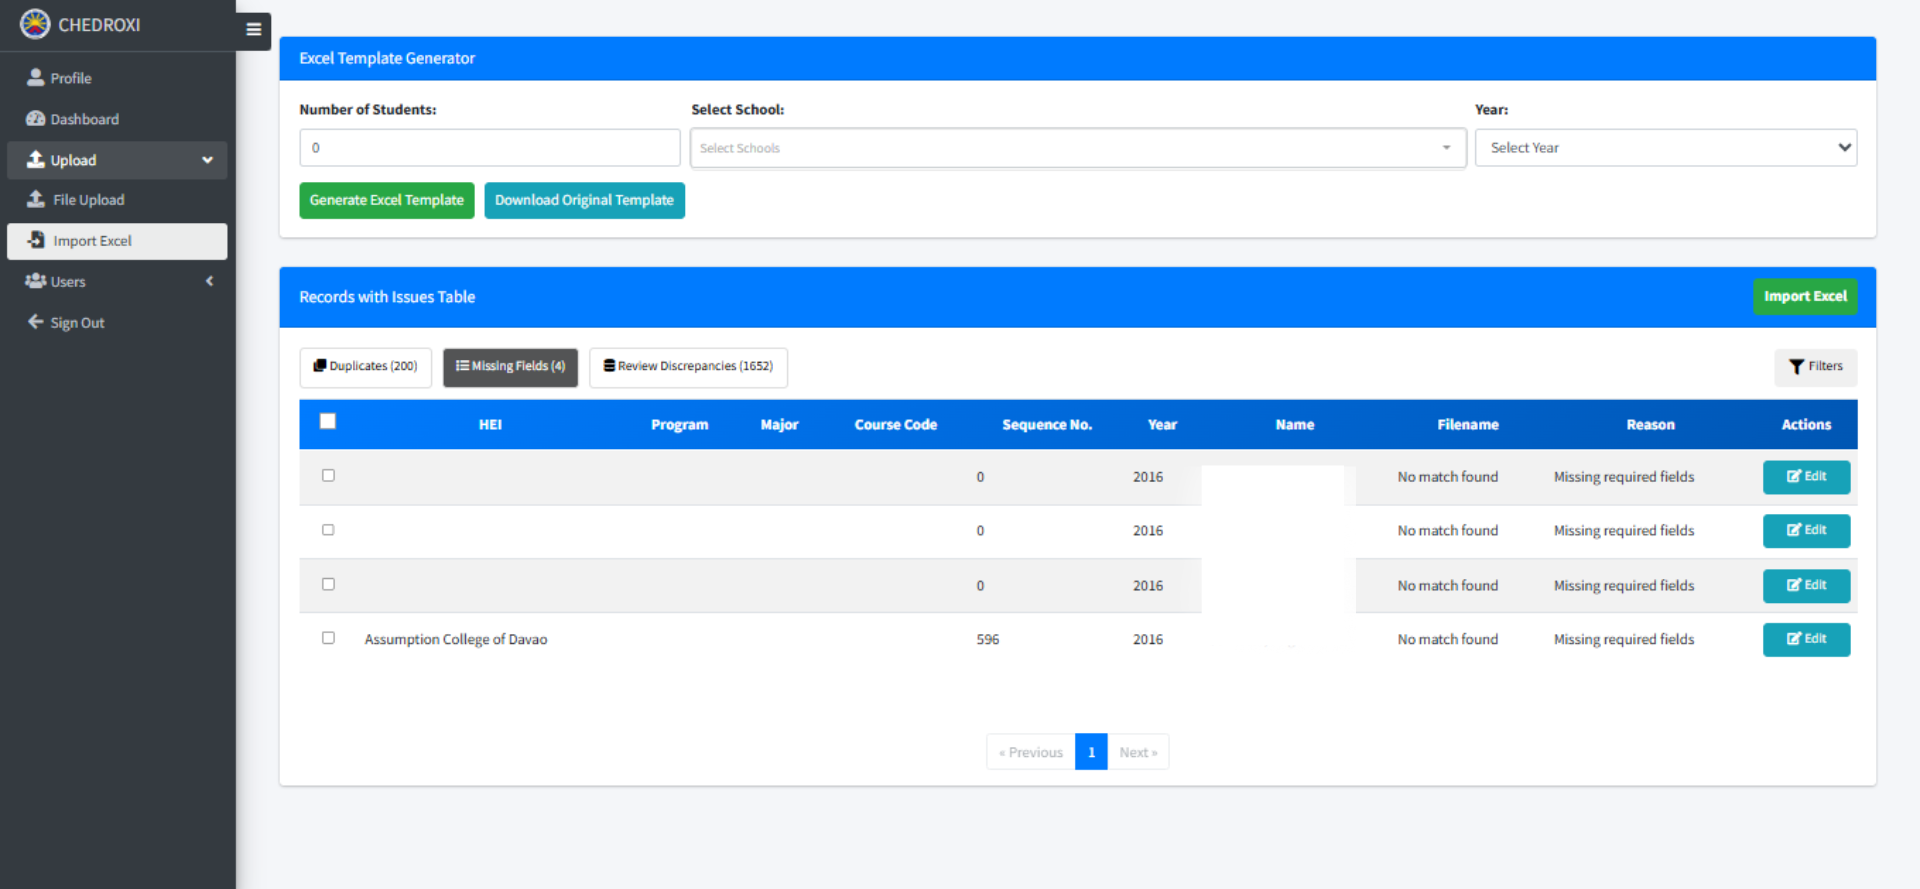 CHEDROXI
Profile
Dashboard
Upload
File Upload
Import Excel
Users
Sign Out
Excel Template Generator
Number of Students: Select School: Year:
0 Select Schools Select Year
Generate Excel Template Download Original Template
Records with Issues Table Import Excel
Duplicates (200) Missing Fields (4) Review Discrepancies (1652) Filters
HEI Program Major Course Code Sequence No. Year Name Filename Reason Actions
0 2016 No match found Missing required fields Edit
0 2016 No match found Missing required fields Edit
0 2016 No match found Missing required fields Edit
Assumption College of Davao 596 2016 No match found Missing required fields Edit
« Previous 1 Next »